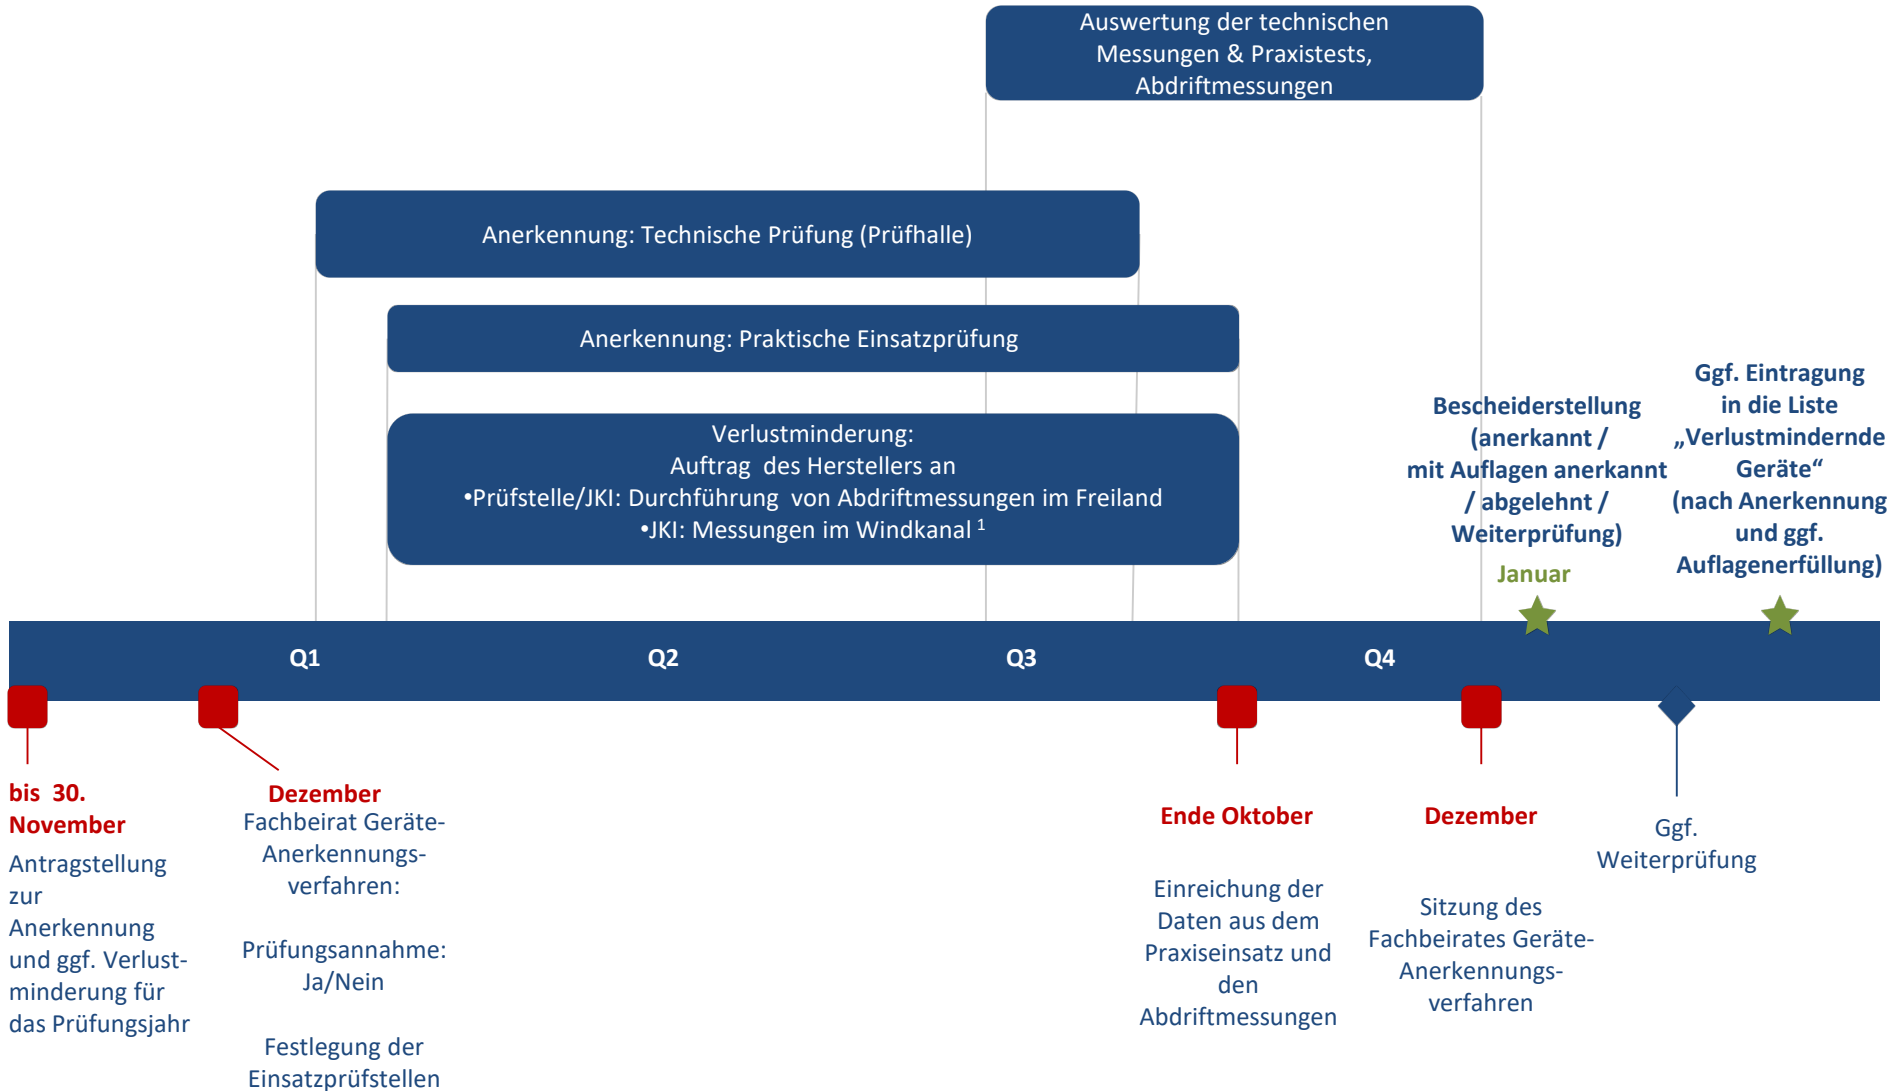 Auswertung der technischen
Messungen & Praxistests,
Abdriftmessungen
Anerkennung: Technische Prüfung (Prüfhalle)
Anerkennung: Praktische Einsatzprüfung
Verlustminderung:
Auftrag des Herstellers an
•Prüfstelle/JKI: Durchführung von Abdriftmessungen im Freiland
•JKI: Messungen im Windkanal ¹
Bescheiderstellung
(anerkannt /
mit Auflagen anerkannt
/ abgelehnt /
Weiterprüfung)
Januar
Ggf. Eintragung
in die Liste
„Verlustmindernde
Geräte“
(nach Anerkennung
und ggf.
Auflagenerfüllung)
Q1 Q2 Q3 Q4
bis 30.
November
Antragstellung
zur
Anerkennung
und ggf. Verlust-
minderung für
das Prüfungsjahr
Dezember
Fachbeirat Geräte-
Anerkennungs-
verfahren:
Prüfungsannahme:
Ja/Nein
Festlegung der
Einsatzprüfstellen
Ende Oktober
Einreichung der
Daten aus dem
Praxiseinsatz und
den
Abdriftmessungen
Dezember
Sitzung des
Fachbeirates Geräte-
Anerkennungs-
verfahren
Ggf.
Weiterprüfung